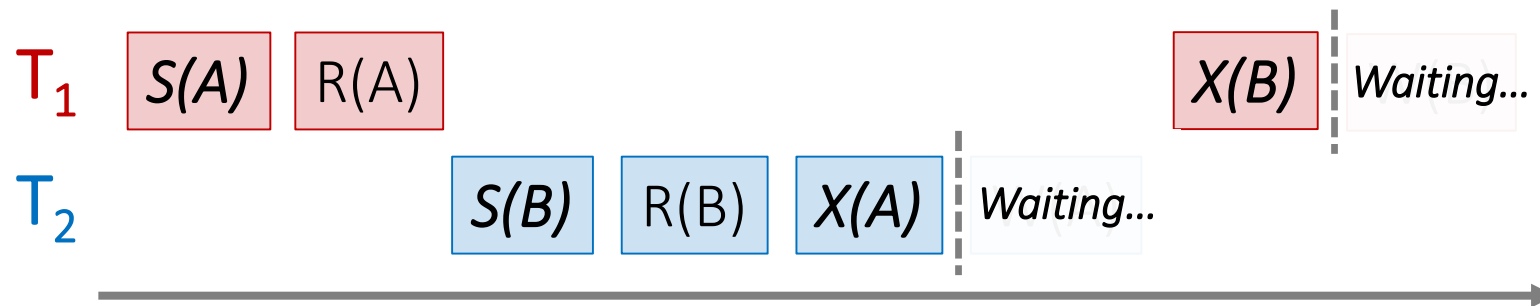 T1 S(A) R(A) X(B) Waiting...
T2 S(B) R(B) X(A) Waiting...